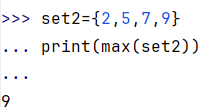 >>> set2={2,5,7,9}
... print(max(set2))
...
9